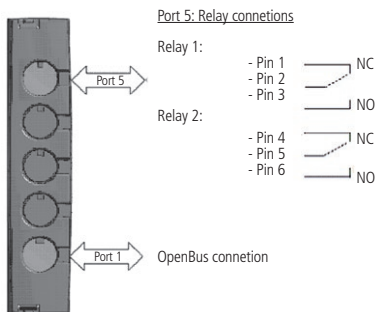 Port 5: Relay connetions
Relay 1:
- Pin 1 NC
- Pin 2
- Pin 3 NO
Port 5
Relay 2:
- Pin 4 NC
- Pin 5
- Pin 6 NO
Port 1 OpenBus connetion